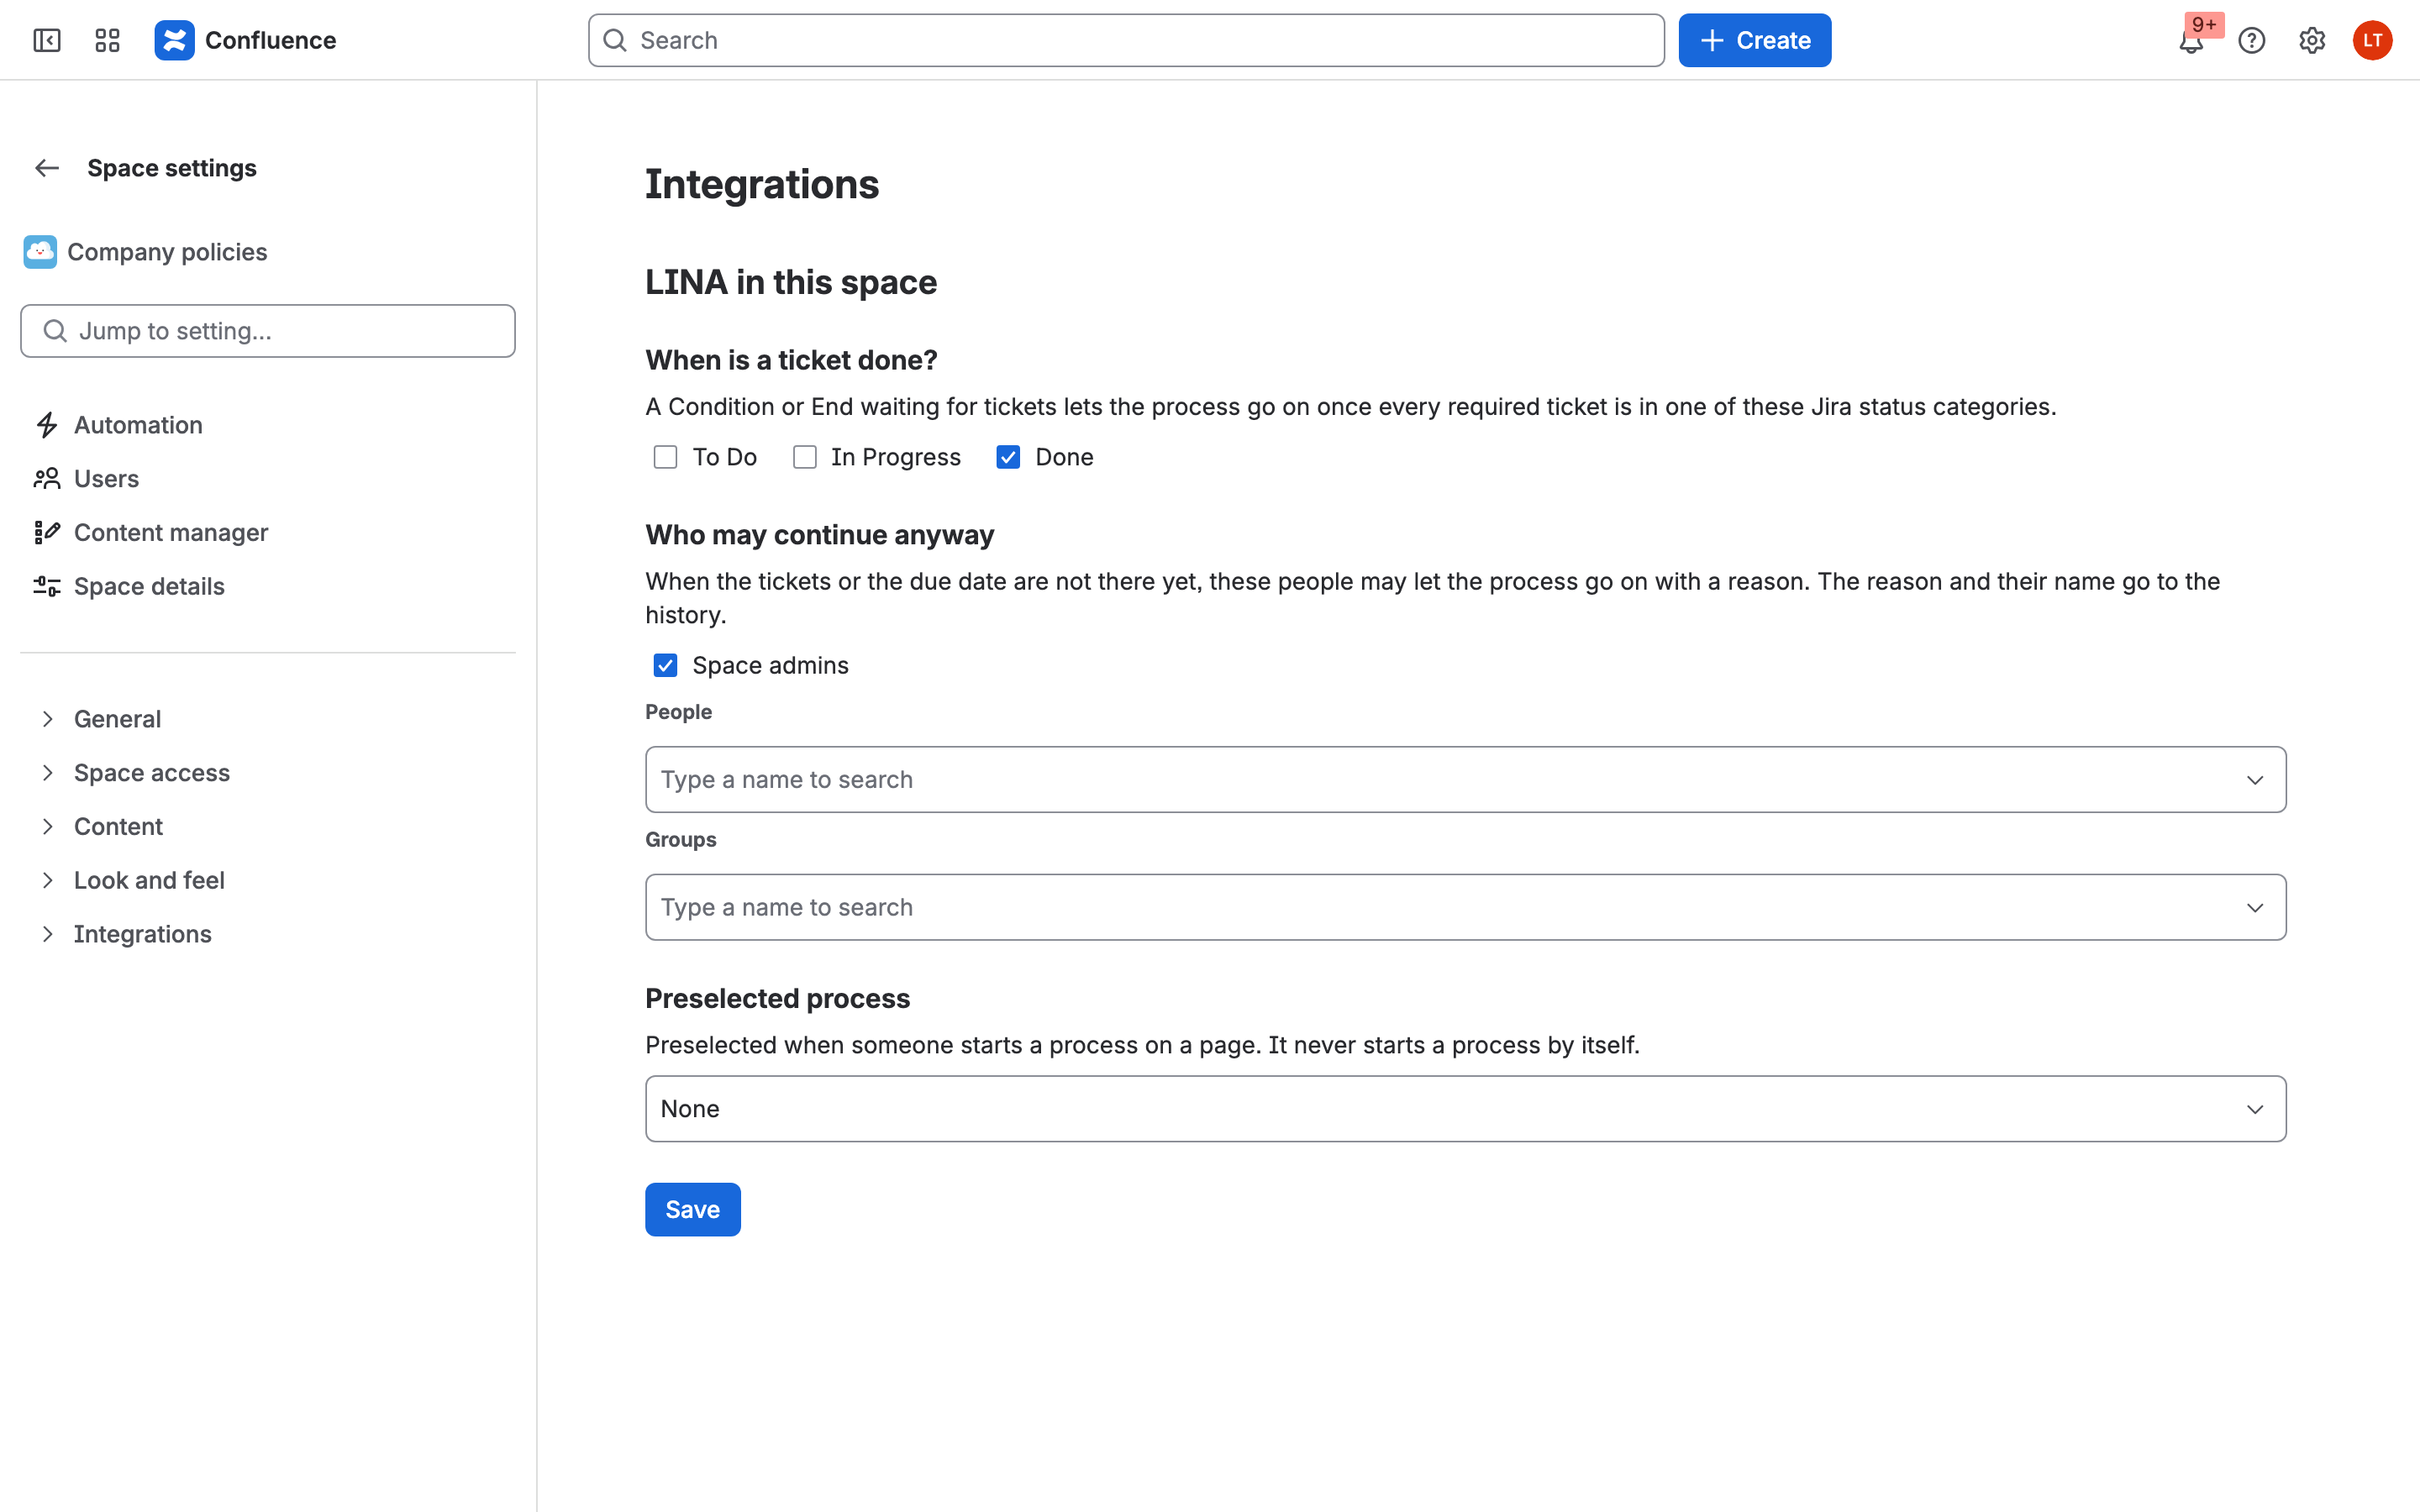 Confluence
Search
Create
9+
LT
Space settings
Company policies
Jump to setting...
Automation
Users
Content manager
Space details
General
Space access
Content
Look and feel
Integrations
Integrations
LINA in this space
When is a ticket done?
A Condition or End waiting for tickets lets the process go on once every required ticket is in one of these Jira status categories.
To Do In Progress Done
Who may continue anyway
When the tickets or the due date are not there yet, these people may let the process go on with a reason. The reason and their name go to the
history.
Space admins
People
Type a name to search
Groups
Type a name to search
Preselected process
Preselected when someone starts a process on a page. It never starts a process by itself.
None
Save